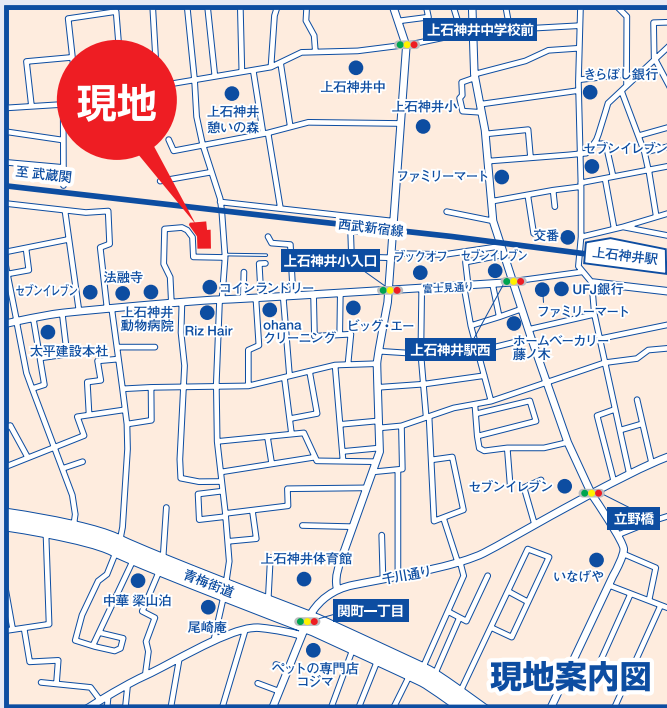 上石神井中学校前
きらぼし銀行
上石神井中
現地
上石神井
憩いの森
上石神井小
セブンイレブン
至 武蔵関
ファミリーマート
西武新宿線
交番
上石神井駅
上石神井小入口
ブックオフ
セブンイレブン
法融寺
コインランドリー
富士見通り
セブンイレブン
UFJ銀行
上石神井
動物病院
Riz Hair
ohana
クリーニング
ビッグ・エー
ファミリーマート
太平建設本社
上石神井駅西
ホームベーカリー
藤ノ木
セブンイレブン
立野橋
上石神井体育館
千川通り
いなげや
青梅街道
中華 梁山泊
関町一丁目
尾崎庵
ペットの専門店
コジマ
現地案内図